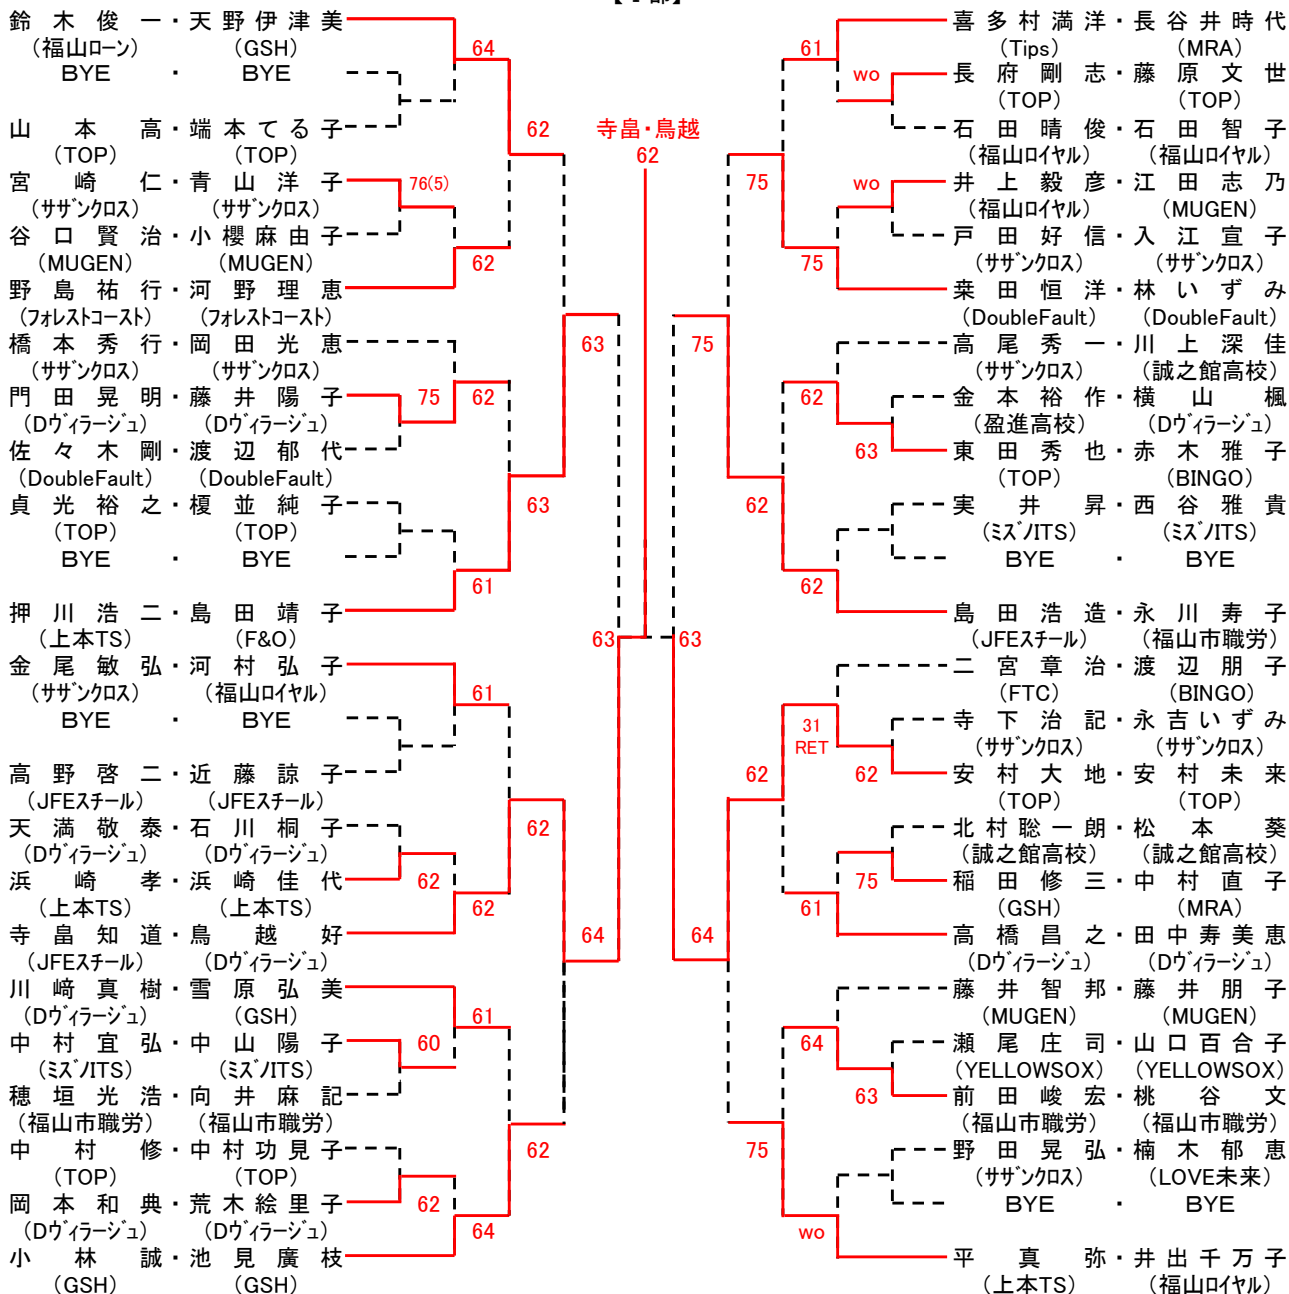 鈴木俊一・天野伊津美
(福山ローン) (GSH)
64
BYE ・ BYE
山本高・端本てる子
(TOP) (TOP)
62
宮崎仁・青山洋子
(サザンクロス) (サザンクロス)
76(5)
谷口賢治・小櫻麻由子
(MUGEN) (MUGEN)
62
野島祐行・河野理恵
(フォレストコースト) (フォレストコースト)
63
橋本秀行・岡田光恵
(サザンクロス) (サザンクロス)
門田晃明・藤井陽子
(Dヴィラージュ) (Dヴィラージュ)
75
62
佐々木剛・渡辺郁代
(DoubleFault) (DoubleFault)
貞光裕之・榎並純子
(TOP) (TOP)
63
BYE ・ BYE
61
押川浩二・島田靖子
(上本TS) (F&O)
63
金尾敏弘・河村弘子
(サザンクロス) (福山ロイヤル)
61
BYE ・ BYE
高野啓二・近藤諒子
(JFEスチール) (JFEスチール)
天満敬泰・石川桐子
(Dヴィラージュ) (Dヴィラージュ)
62
浜崎孝・浜崎佳代
(上本TS) (上本TS)
62
62
寺畠知道・鳥越好
(JFEスチール) (Dヴィラージュ)
64
川﨑真樹・雪原弘美
(Dヴィラージュ) (GSH)
61
中村宜弘・中山陽子
(ミズノITS) (ミズノITS)
60
穂垣光浩・向井麻記
(福山市職労) (福山市職労)
中村修・中村功見子
(TOP) (TOP)
62
岡本和典・荒木絵里子
(Dヴィラージュ) (Dヴィラージュ)
62
64
小林誠・池見廣枝
(GSH) (GSH)
寺畠・鳥越
62
喜多村満洋・長谷井時代
(Tips) (MRA)
61
wo
長府剛志・藤原文世
(TOP) (TOP)
石田晴俊・石田智子
(福山ロイヤル) (福山ロイヤル)
75
wo
井上毅彦・江田志乃
(福山ロイヤル) (MUGEN)
戸田好信・入江宣子
(サザンクロス) (サザンクロス)
75
来田恒洋・林いずみ
(DoubleFault) (DoubleFault)
75
高尾秀一・川上深佳
(サザンクロス) (誠之館高校)
62
金本裕作・横山楓
(盈進高校) (Dヴィラージュ)
63
東田秀也・赤木雅子
(TOP) (BINGO)
62
実井昇・西谷雅貴
(ミズノITS) (ミズノITS)
BYE ・ BYE
62
島田浩造・永川寿子
(JFEスチール) (福山市職労)
63
二宮章治・渡辺朋子
(FTC) (BINGO)
31
RET
寺下治記・永吉いずみ
(サザンクロス) (サザンクロス)
62
62
安村大地・安村未来
(TOP) (TOP)
北村聡一朗・松本葵
(誠之館高校) (誠之館高校)
75
稲田修三・中村直子
(GSH) (MRA)
61
高橋昌之・田中寿美恵
(Dヴィラージュ) (Dヴィラージュ)
64
藤井智邦・藤井朋子
(MUGEN) (MUGEN)
64
瀬尾庄司・山口百合子
(YELLOWSOX) (YELLOWSOX)
63
前田峻宏・桃谷文
(福山市職労) (福山市職労)
75
野田晃弘・楠木郁恵
(サザンクロス) (LOVE未来)
BYE ・ BYE
wo
平真弥・井出千万子
(上本TS) (福山ロイヤル)